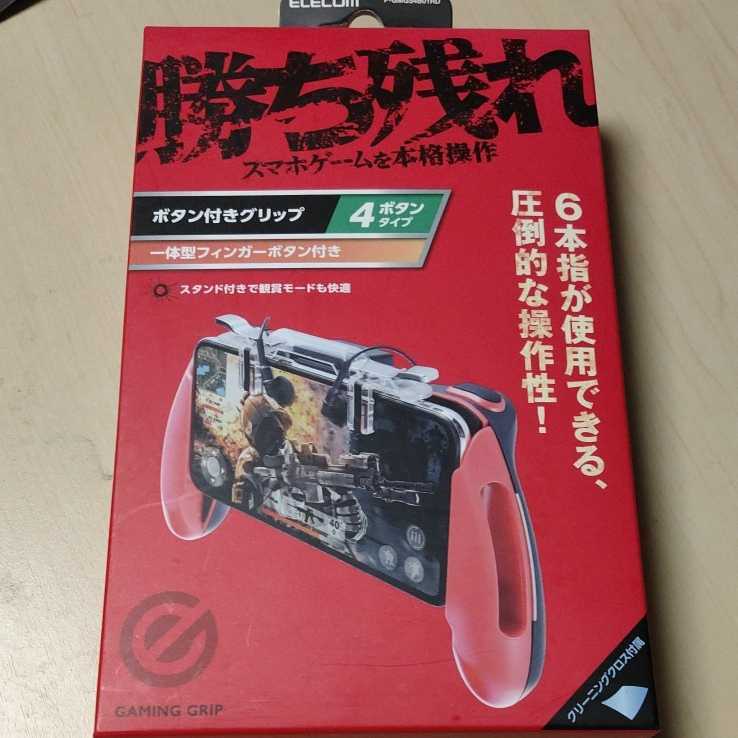 ELECOM P-GMGS4B01RD
勝ち残れ
スマホゲームを本格操作
ボタン付きグリップ
4ボタン
タイプ
一体型フィンガーボタン付き
スタンド付きで観賞モードも快適
6本指が使用できる、
圧倒的な操作性!
GAMING GRIP
クリーニングクロス付属